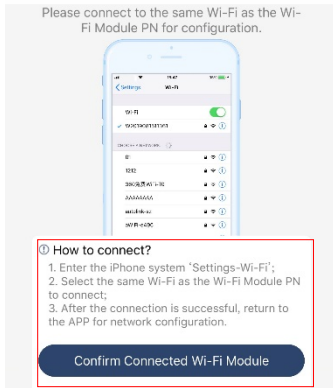 Please connect to the same Wi-Fi as the Wi-
Fi Module PN for configuration.
Settings
Wi-Fi
Wi-Fi
1212
AAAAAAAA
How to connect?
1. Enter the iPhone system 'Settings-Wi-Fi';
2. Select the same Wi-Fi as the Wi-Fi Module PN
to connect;
3. After the connection is successful, return to
the APP for network configuration.
Confirm Connected Wi-Fi Module